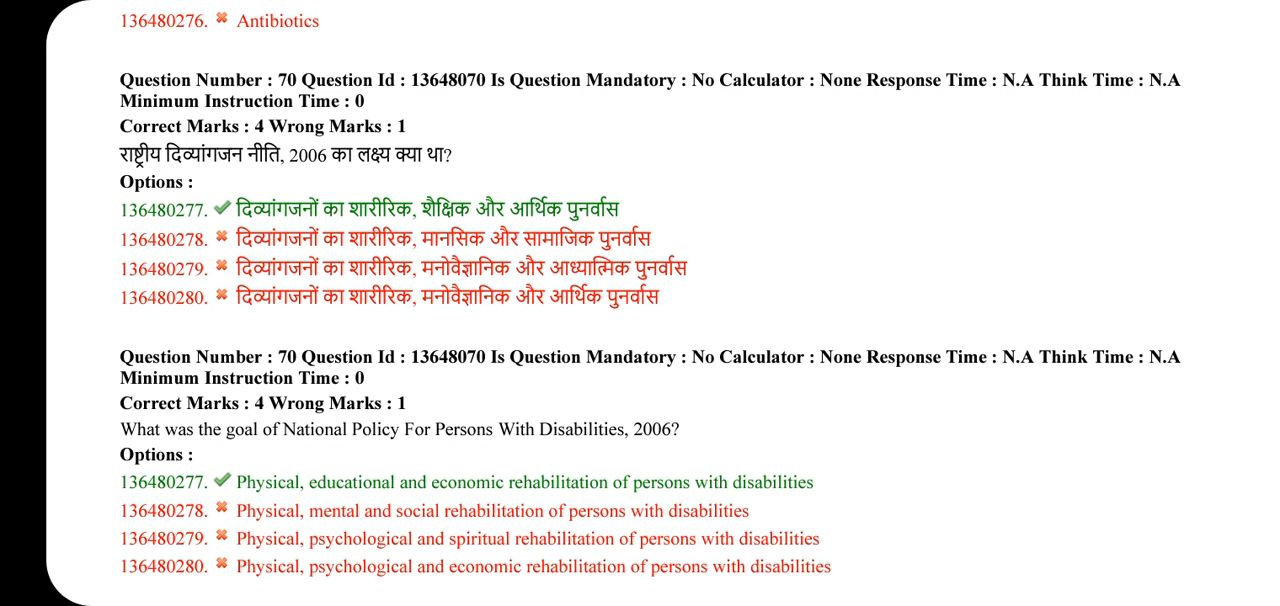 136480276. Antibiotics
Question Number : 70 Question Id : 13648070 Is Question Mandatory : No Calculator : None Response Time : N.A Think Time : N.A
Minimum Instruction Time : 0
Correct Marks : 4 Wrong Marks : 1
राष्ट्रीय दिव्यांगजन नीति, 2006 का लक्ष्य क्या था?
Options :
136480277. ✔ दिव्यांगजनों का शारीरिक, शैक्षिक और आर्थिक पुनर्वास
136480278. ✖ दिव्यांगजनों का शारीरिक, मानसिक और सामाजिक पुनर्वास
136480279. ✖ दिव्यांगजनों का शारीरिक, मनोवैज्ञानिक और आध्यात्मिक पुनर्वास
136480280. ✖ दिव्यांगजनों का शारीरिक, मनोवैज्ञानिक और आर्थिक पुनर्वास
Question Number : 70 Question Id : 13648070 Is Question Mandatory : No Calculator : None Response Time : N.A Think Time : N.A
Minimum Instruction Time : 0
Correct Marks : 4 Wrong Marks : 1
What was the goal of National Policy For Persons With Disabilities, 2006?
Options :
136480277. ✔ Physical, educational and economic rehabilitation of persons with disabilities
136480278. ✖ Physical, mental and social rehabilitation of persons with disabilities
136480279. ✖ Physical, psychological and spiritual rehabilitation of persons with disabilities
136480280. ✖ Physical, psychological and economic rehabilitation of persons with disabilities